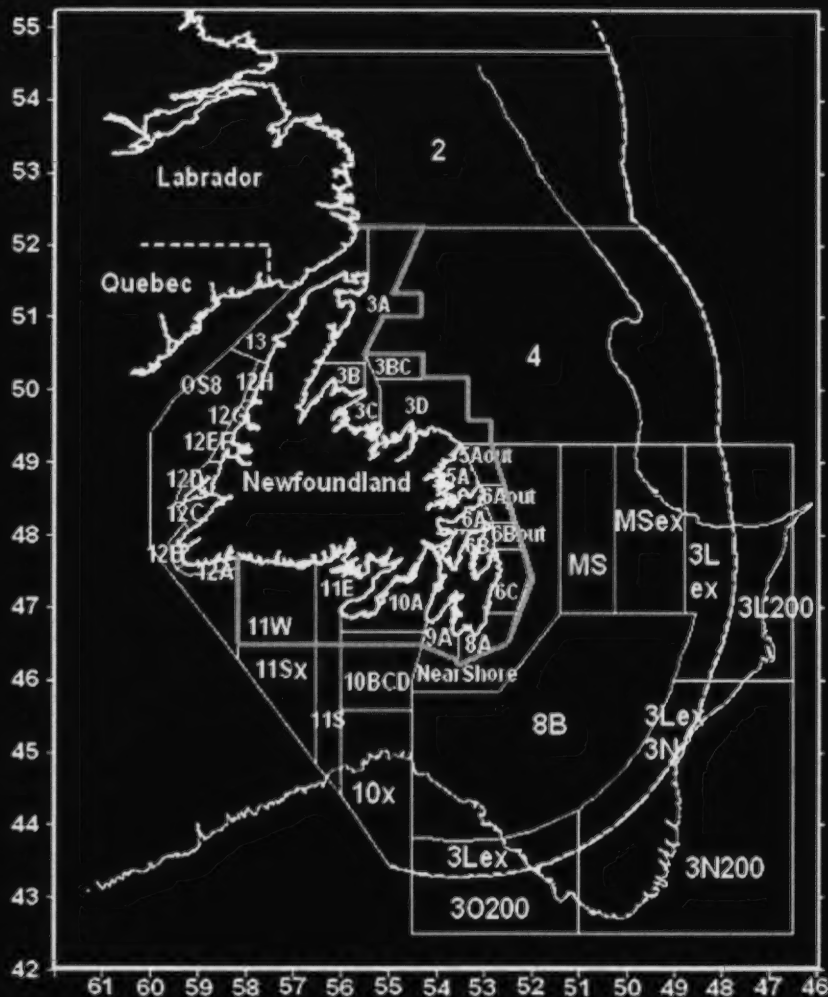 55
54
53
52
51
50
49
48
47
46
45
44
43
42
2
Labrador
Quebec
3A
4
13
3BC
3B
OS8
12H
3C
3D
12G
12EF
5Aout
5A
Newfoundland
12D
6Aout
12C
6A
MSex
6Bout
6B
12B
MS
3L
ex
12A
11E
10A
6C
3L200
11W
9A
8A
11Sx
NearShore
10BCD
11S
8B
3Lex
3N
10x
3Lex
3N200
3O200
61 60 59 58 57 56 55 54 53 52 51 50 49 48 47 46